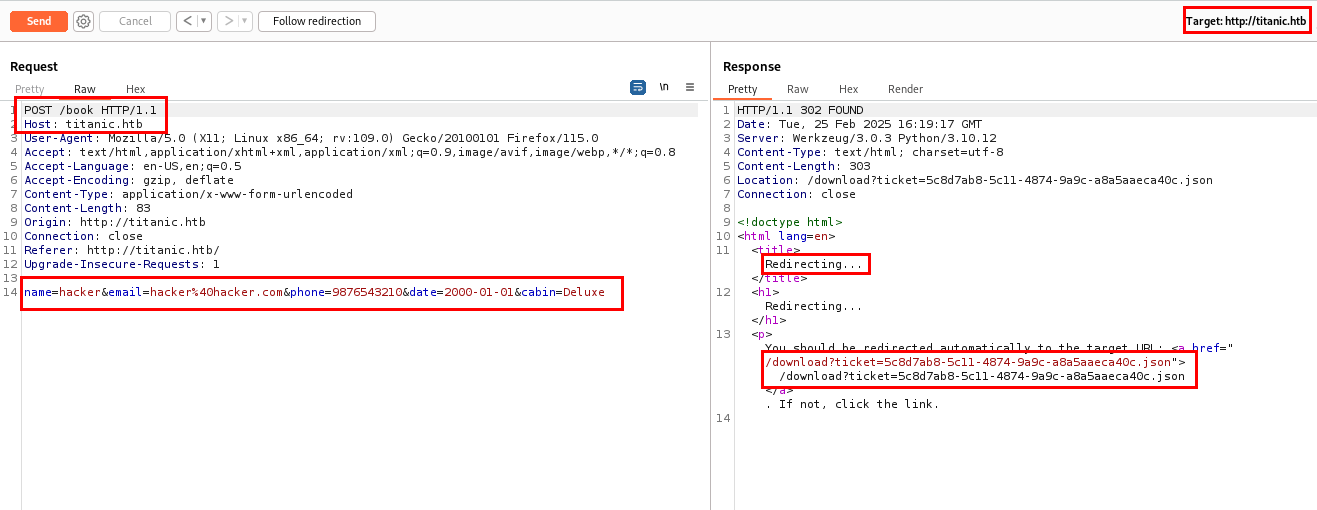 Send Cancel < > Follow redirection Target: http://titanic.htb
Request
Pretty Raw Hex \n
1 POST /book HTTP/1.1
2 Host: titanic.htb
3 User-Agent: Mozilla/5.0 (X11; Linux x86_64; rv:109.0) Gecko/20100101 Firefox/115.0
4 Accept: text/html,application/xhtml+xml,application/xml;q=0.9,image/avif,image/webp,*/*;q=0.8
5 Accept-Language: en-US,en;q=0.5
6 Accept-Encoding: gzip, deflate
7 Content-Type: application/x-www-form-urlencoded
8 Content-Length: 83
9 Origin: http://titanic.htb
10 Connection: close
11 Referer: http://titanic.htb/
12 Upgrade-Insecure-Requests: 1
13
14 name=hacker&email=hacker%40hacker.com&phone=9876543210&date=2000-01-01&cabin=Deluxe
Response
Pretty Raw Hex Render
1 HTTP/1.1 302 FOUND
2 Date: Tue, 25 Feb 2025 16:19:17 GMT
3 Server: Werkzeug/3.0.3 Python/3.10.12
4 Content-Type: text/html; charset=utf-8
5 Content-Length: 303
6 Location: /download?ticket=5c8d7ab8-5c11-4874-9a9c-a8a5aaeca40c.json
7 Connection: close
8
9 <!doctype html>
10 <html lang=en>
11 <title>
Redirecting...
</title>
12 <h1>
Redirecting...
</h1>
13 <p>
You should be redirected automatically to the target URL: <a href="
/download?ticket=5c8d7ab8-5c11-4874-9a9c-a8a5aaeca40c.json">
/download?ticket=5c8d7ab8-5c11-4874-9a9c-a8a5aaeca40c.json
</a>
. If not, click the link.
14